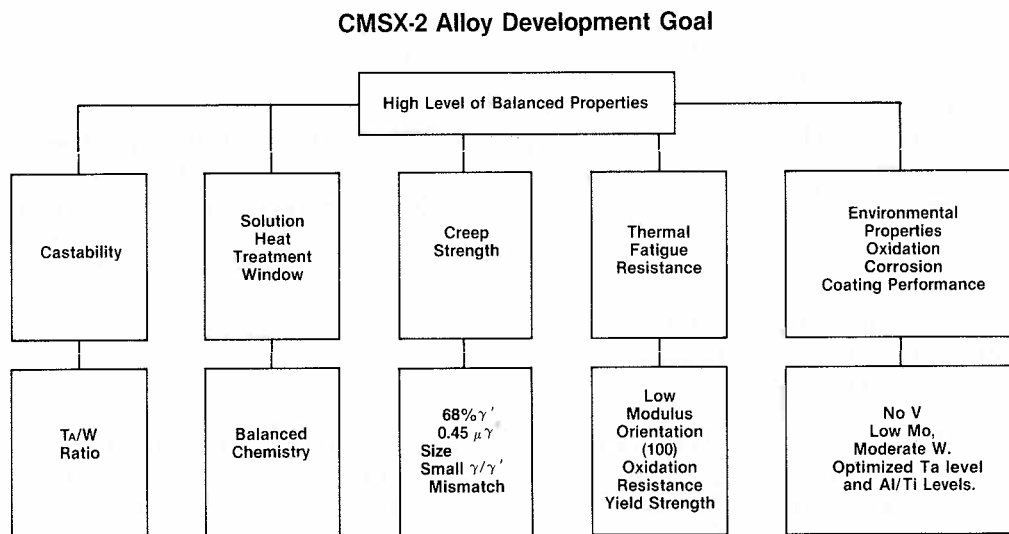 CMSX-2 Alloy Development Goal
High Level of Balanced Properties
Castability
Solution
Heat
Treatment
Window
Creep
Strength
Thermal
Fatigue
Resistance
Environmental
Properties
Oxidation
Corrosion
Coating Performance
TA/W
Ratio
Balanced
Chemistry
68% γ'
0.45 μγ
Size
Small γ/γ'
Mismatch
Low
Modulus
Orientation
(100)
Oxidation
Resistance
Yield Strength
No V
Low Mo,
Moderate W.
Optimized Ta level
and Al/Ti Levels.